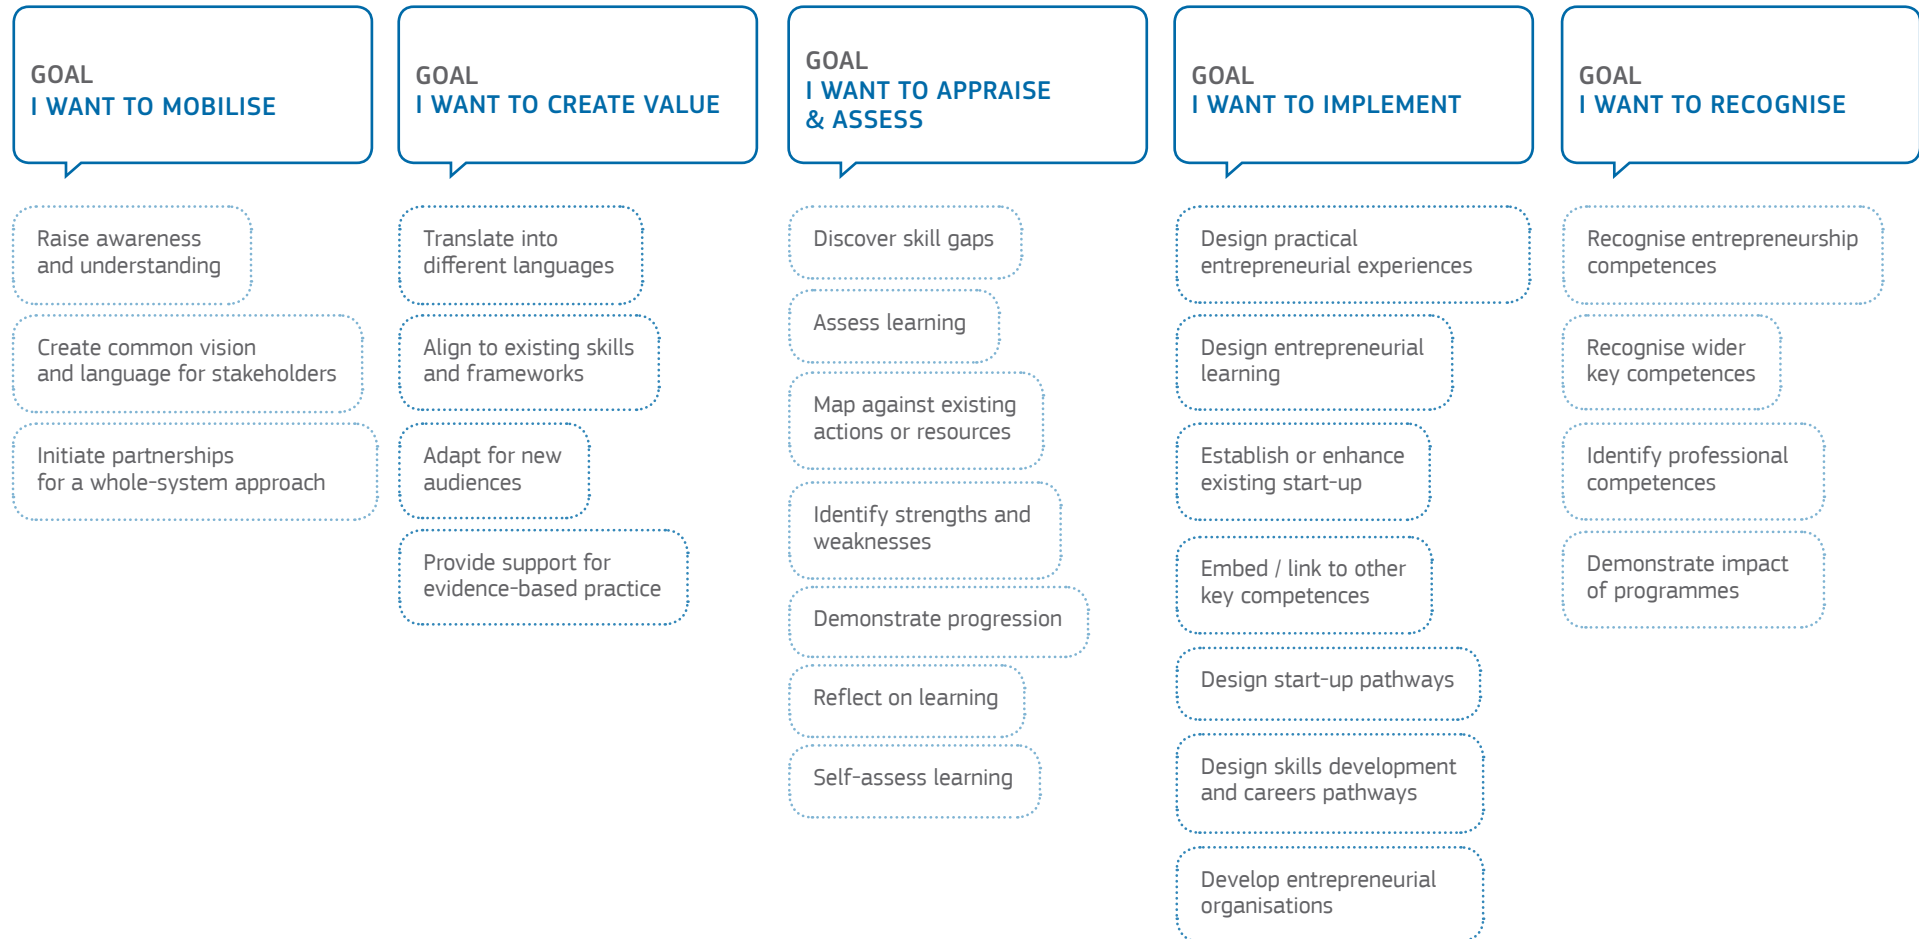 GOAL
I WANT TO MOBILISE
Raise awareness
and understanding
Create common vision
and language for stakeholders
Initiate partnerships
for a whole-system approach
GOAL
I WANT TO CREATE VALUE
Translate into
different languages
Align to existing skills
and frameworks
Adapt for new
audiences
Provide support for
evidence-based practice
GOAL
I WANT TO APPRAISE
& ASSESS
Discover skill gaps
Assess learning
Map against existing
actions or resources
Identify strengths and
weaknesses
Demonstrate progression
Reflect on learning
Self-assess learning
GOAL
I WANT TO IMPLEMENT
Design practical
entrepreneurial experiences
Design entrepreneurial
learning
Establish or enhance
existing start-up
Embed / link to other
key competences
Design start-up pathways
Design skills development
and careers pathways
Develop entrepreneurial
organisations
GOAL
I WANT TO RECOGNISE
Recognise entrepreneurship
competences
Recognise wider
key competences
Identify professional
competences
Demonstrate impact
of programmes